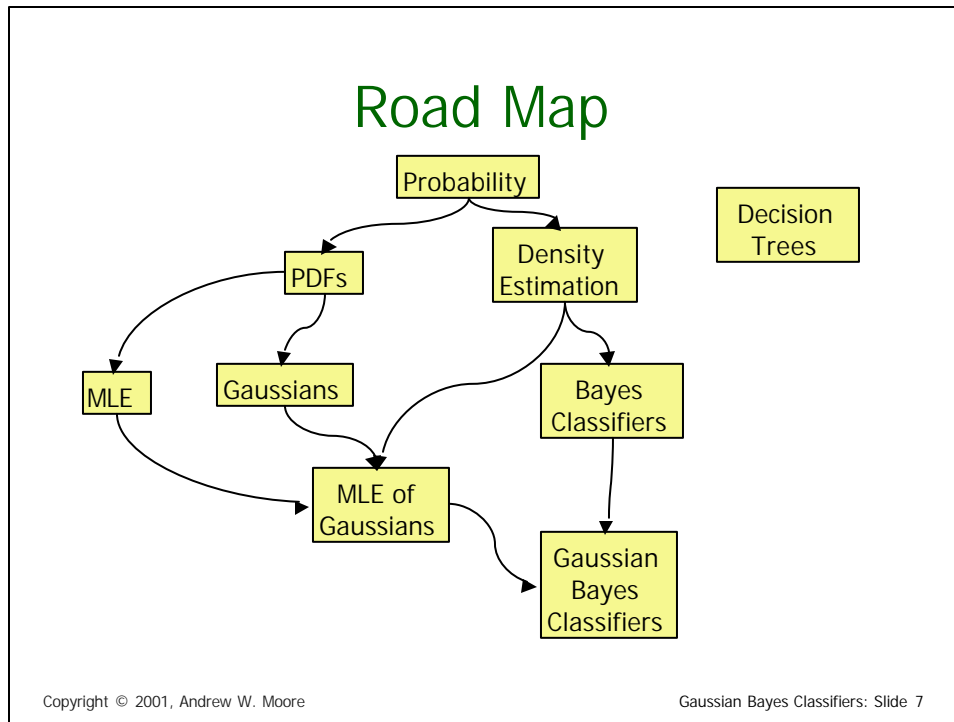 Road Map
Probability
Decision
Trees
Density
Estimation
PDFs
MLE
Gaussians
Bayes
Classifiers
MLE of
Gaussians
Gaussian
Bayes
Classifiers
Copyright © 2001, Andrew W. Moore
Gaussian Bayes Classifiers: Slide 7